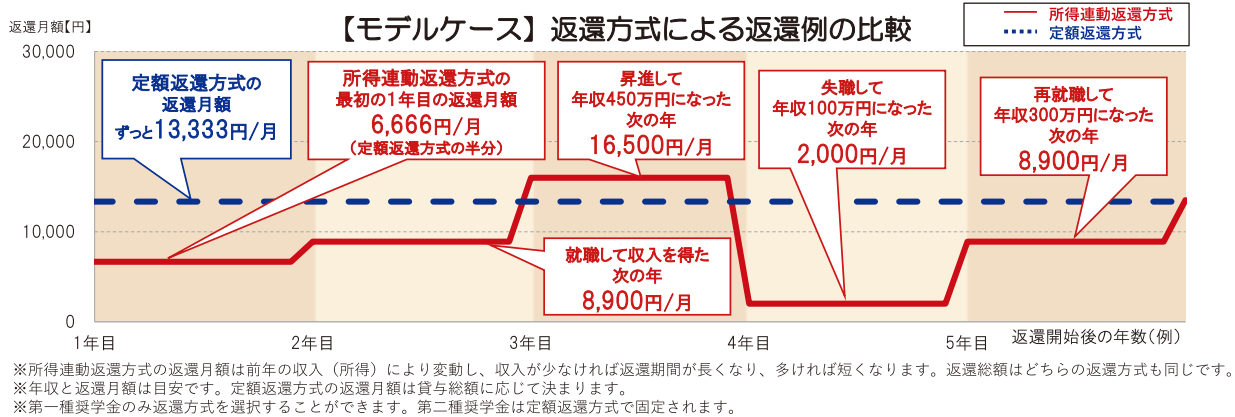 返還月額【円】
【モデルケース】返還方式による返還例の比較
所得連動返還方式
定額返還方式
30,000
20,000
10,000
0
定額返還方式の
返還月額
ずっと13,333円/月
所得連動返還方式の
最初の1年目の返還月額
6,666円/月
（定額返還方式の半分）
昇進して
年収450万円になった
次の年
16,500円/月
失職して
年収100万円になった
次の年
2,000円/月
再就職して
年収300万円になった
次の年
8,900円/月
就職して収入を得た
次の年
8,900円/月
1年目
2年目
3年目
4年目
5年目
返還開始後の年数(例)
※所得連動返還方式の返還月額は前年の収入（所得）により変動し、収入が少なければ返還期間が長くなり、多ければ短くなります。返還総額はどちらの返還方式も同じです。
※年収と返還月額は目安です。定額返還方式の返還月額は貸与総額に応じて決まります。
※第一種奨学金のみ返還方式を選択することができます。第二種奨学金は定額返還方式で固定されます。